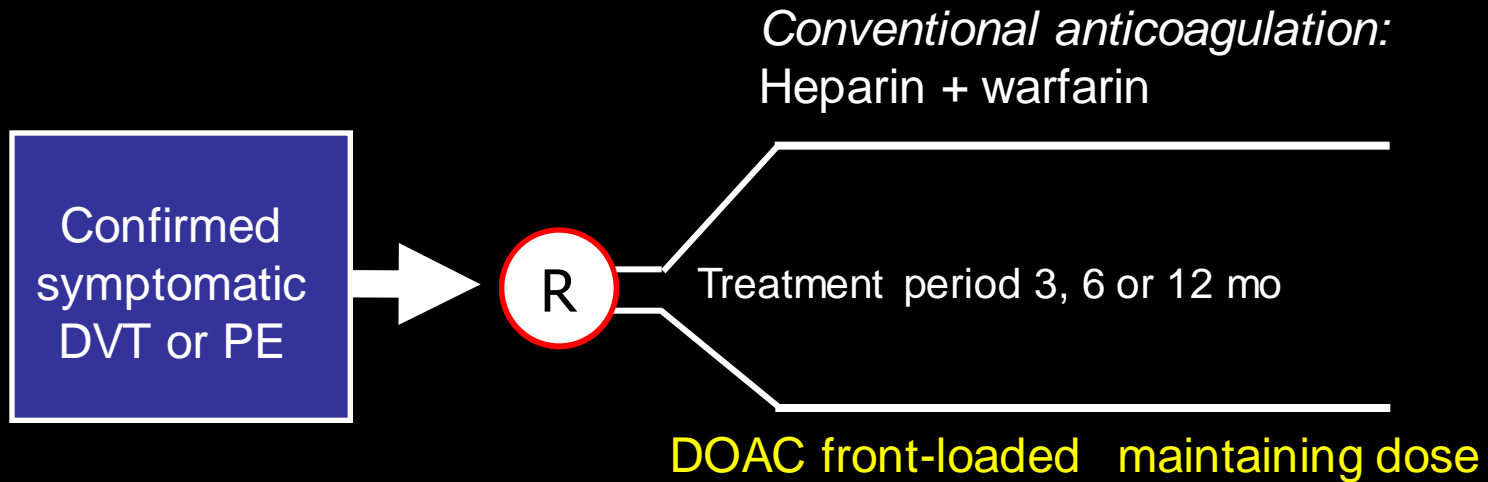 Conventional anticoagulation:
Heparin + warfarin
Confirmed
symptomatic
DVT or PE
R
Treatment period 3, 6 or 12 mo
DOAC front-loaded maintaining dose